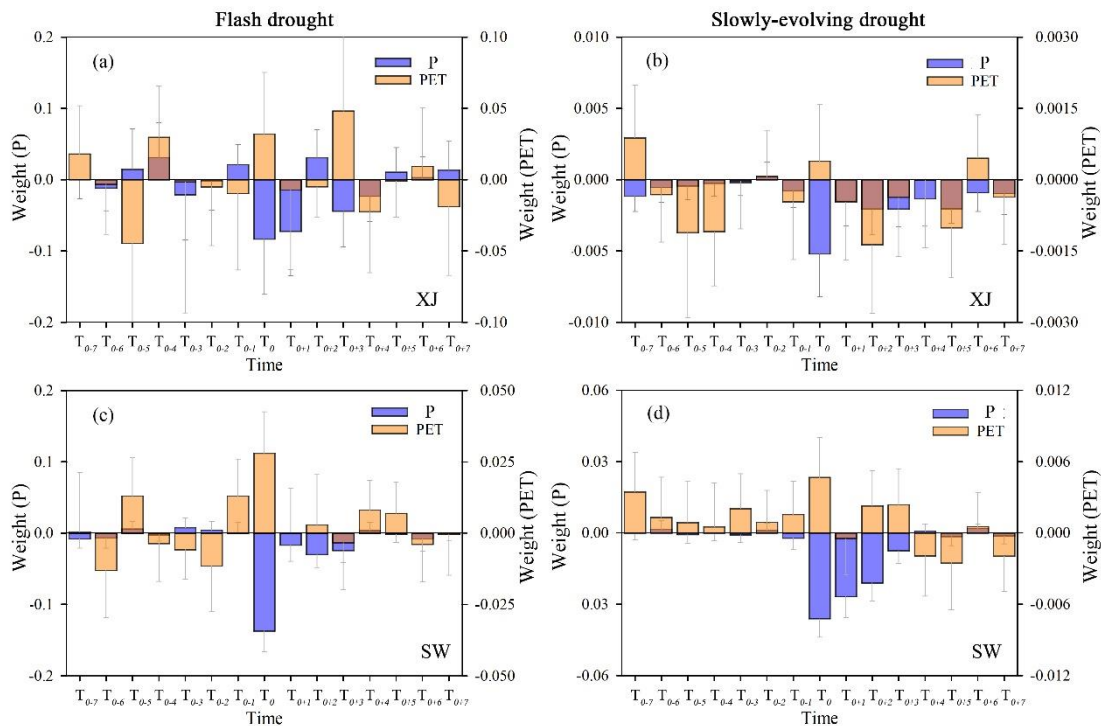 Flash drought
Slowly-evolving drought
0.2 0.10 0.010 0.0030
(a) P (b) P
PET PET
0.1 0.05 0.005 0.0015
Weight (P) Weight (PET) Weight (P) Weight (PET)
0.0 0.00 0.000 0.0000
-0.1 -0.05 -0.005 -0.0015
XJ XJ
-0.2 -0.10 -0.010 -0.0030
T0-7 T0-6 T0-5 T0-4 T0-3 T0-2 T0-1 T0 T0+1 T0+2 T0+3 T0+4 T0+5 T0+6 T0+7 T0-7 T0-6 T0-5 T0-4 T0-3 T0-2 T0-1 T0 T0+1 T0+2 T0+3 T0+4 T0+5 T0+6 T0+7
Time Time
0.2 0.050 0.06 0.012
(c) P (d) P :
PET PET
0.1 0.025 0.03 0.006
Weight (P) Weight (PET) Weight (P) Weight (PET)
0.0 0.000 0.00 0.000
-0.1 -0.025 0.03 -0.006
SW SW
-0.2 -0.050 -0.06 -0.012
T0-7 T0-6 T0-5 T0-4 T0-3 T0-2 T0-1 T0 T0+1 T0+2 T0+3 T0+4 T0+5 T0+6 T0+7 T0-7 T0-6 T0-5 T0-4 T0-3 T0-2 T0-1 T0 T0+1 T0+2 T0+3 T0+4 T0+5 T0+6 T0+7
Time Time